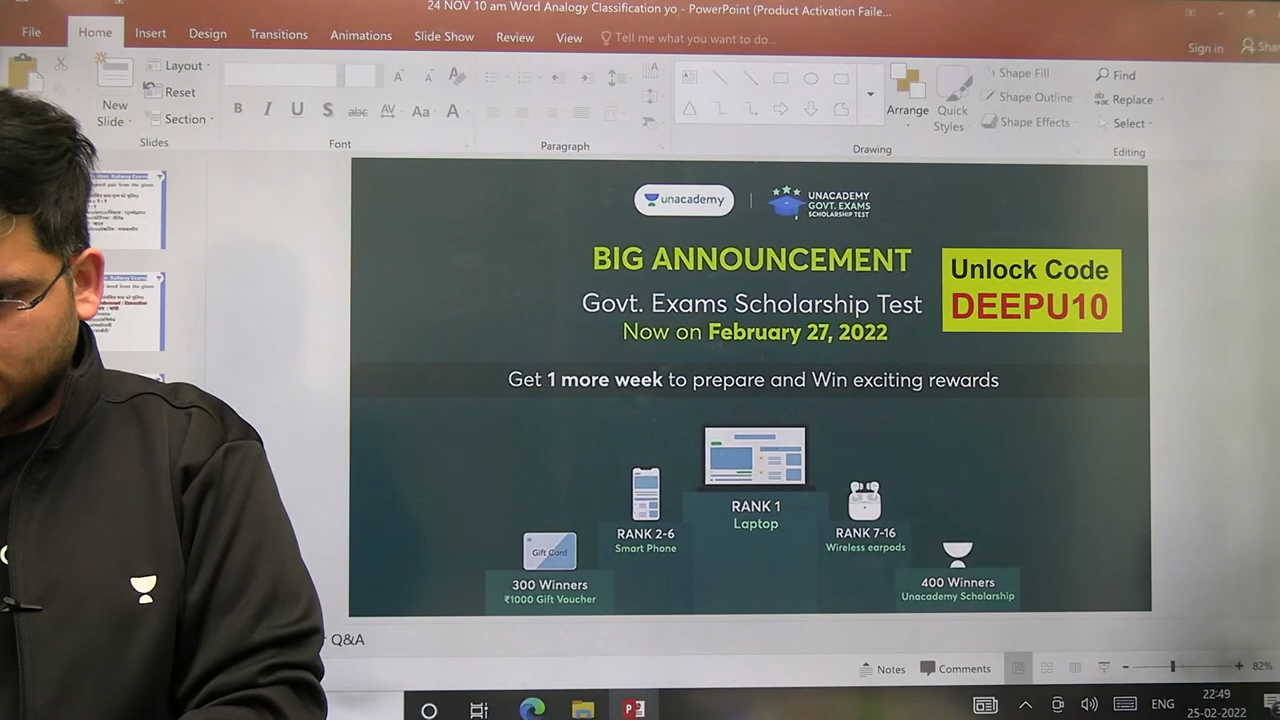 24 NOV 10 am Word Analogy Classification yo - PowerPoint (Product Activation Faile...
File
Home
Insert
Design
Transitions
Animations
Slide Show
Review
View
Tell me what you want to do...
Sign in
Shar
New
Slide
Layout
Reset
Section
Slides
B I U S abc AV Aa A
Font
Paragraph
Arrange
Quick
Styles
Shape Fill
Shape Outline
Shape Effects
Drawing
Find
Replace
Select
Editing
unacademy
UNACADEMY
GOVT. EXAMS
SCHOLARSHIP TEST
BIG ANNOUNCEMENT
Govt. Exams Scholarship Test
Now on February 27, 2022
Unlock Code
DEEPU10
Get 1 more week to prepare and Win exciting rewards
RANK 1
Laptop
RANK 2-6
Smart Phone
RANK 7-16
Wireless earpods
Gift Card
300 Winners
₹1000 Gift Voucher
400 Winners
Unacademy Scholarship
Q&A
Notes
Comments
82%
ENG
22:49
25-02-2022